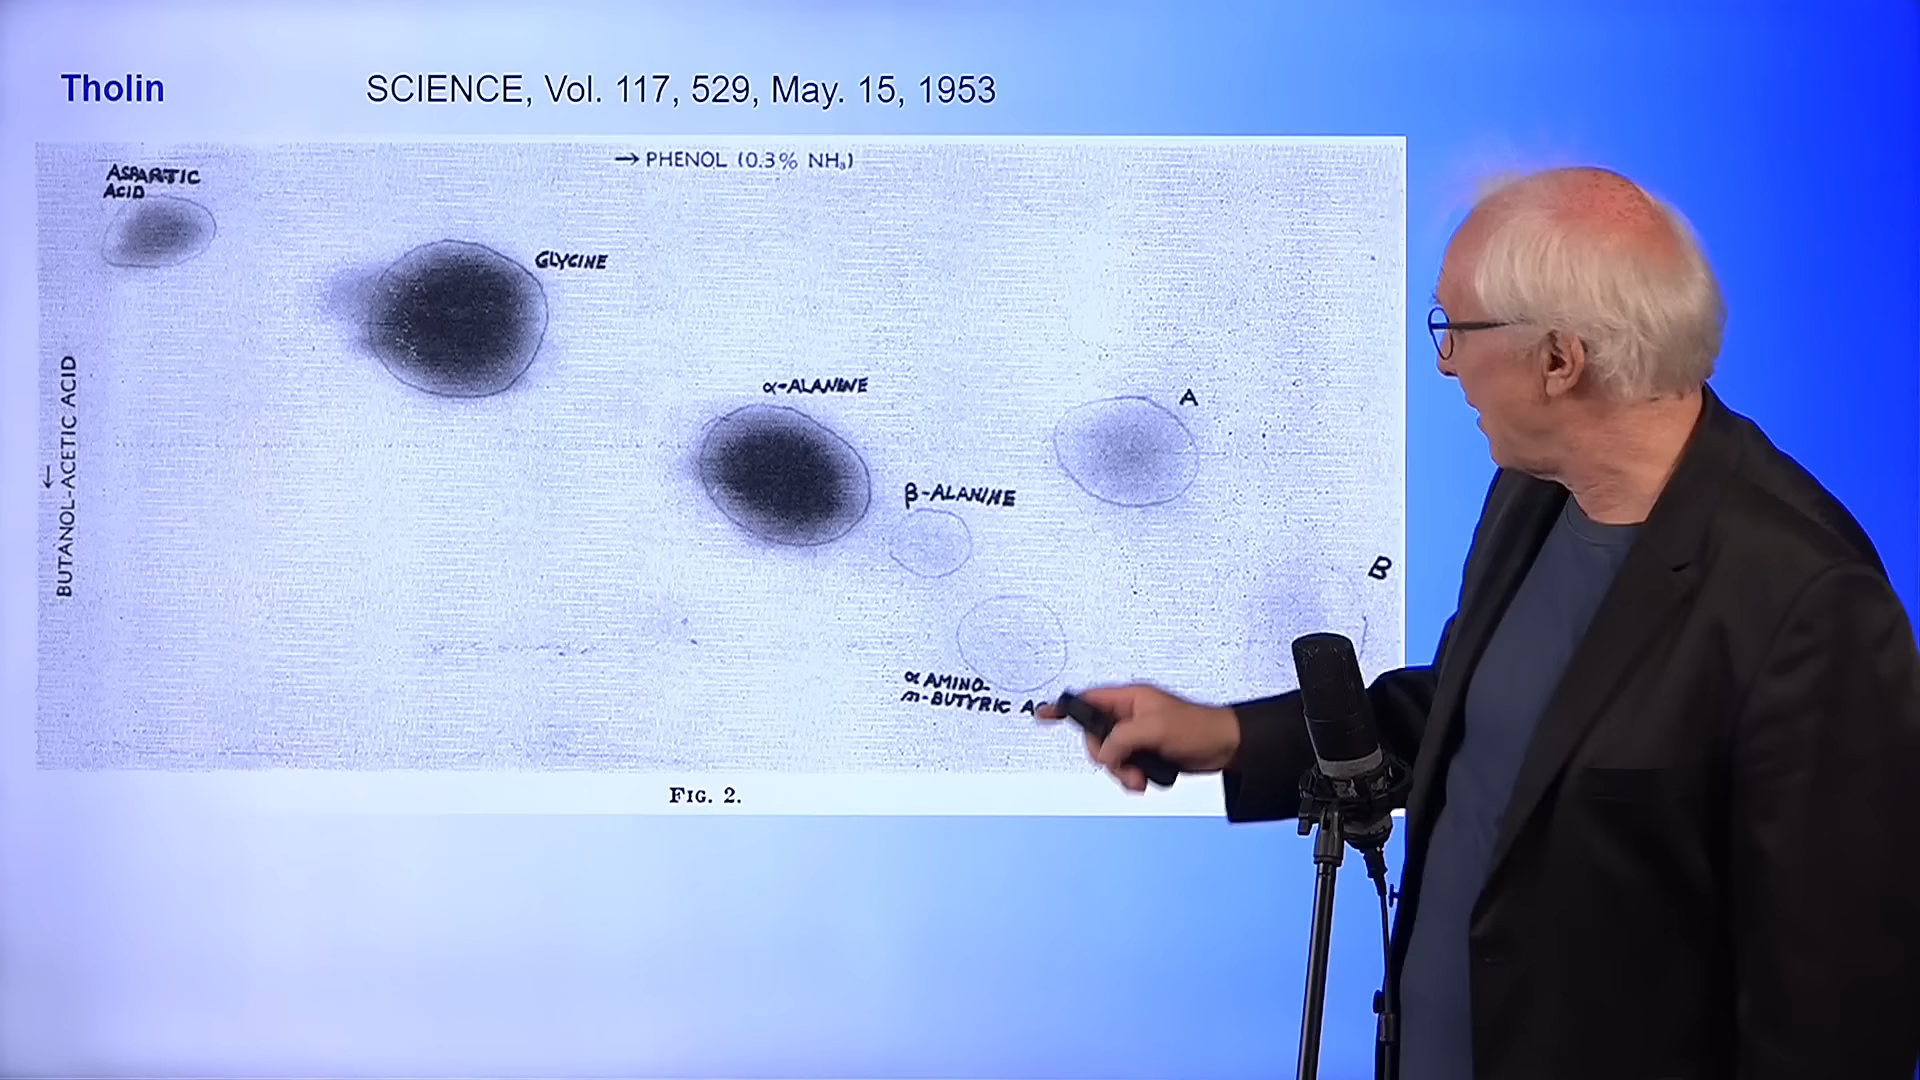 Tholin
SCIENCE, Vol. 117, 529, May. 15, 1953
→ PHENOL (0.3% NH₃)
ASPARTIC
ACID
GLYCINE
BUTANOL-ACETIC ACID →
α-ALANINE
A
β-ALANINE
B
α AMINO-
n-BUTYRIC
FIG. 2.